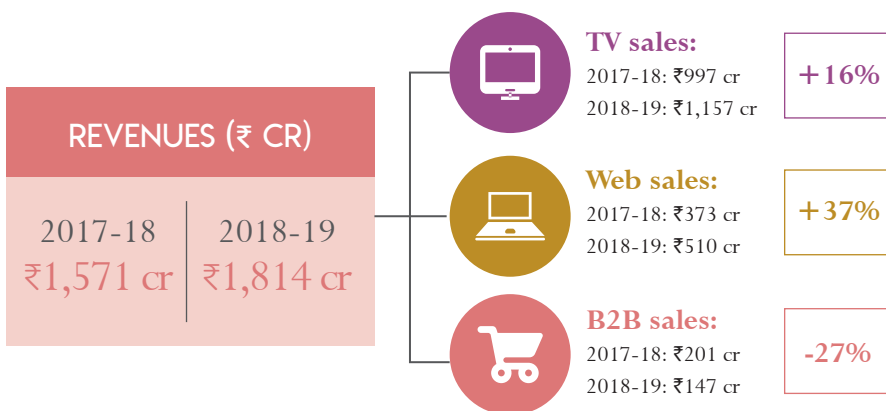 REVENUES (₹ CR)
2017-18
₹1,571 cr
2018-19
₹1,814 cr
TV sales:
2017-18: ₹997 cr
2018-19: ₹1,157 cr
+16%
Web sales:
2017-18: ₹373 cr
2018-19: ₹510 cr
+37%
B2B sales:
2017-18: ₹201 cr
2018-19: ₹147 cr
-27%